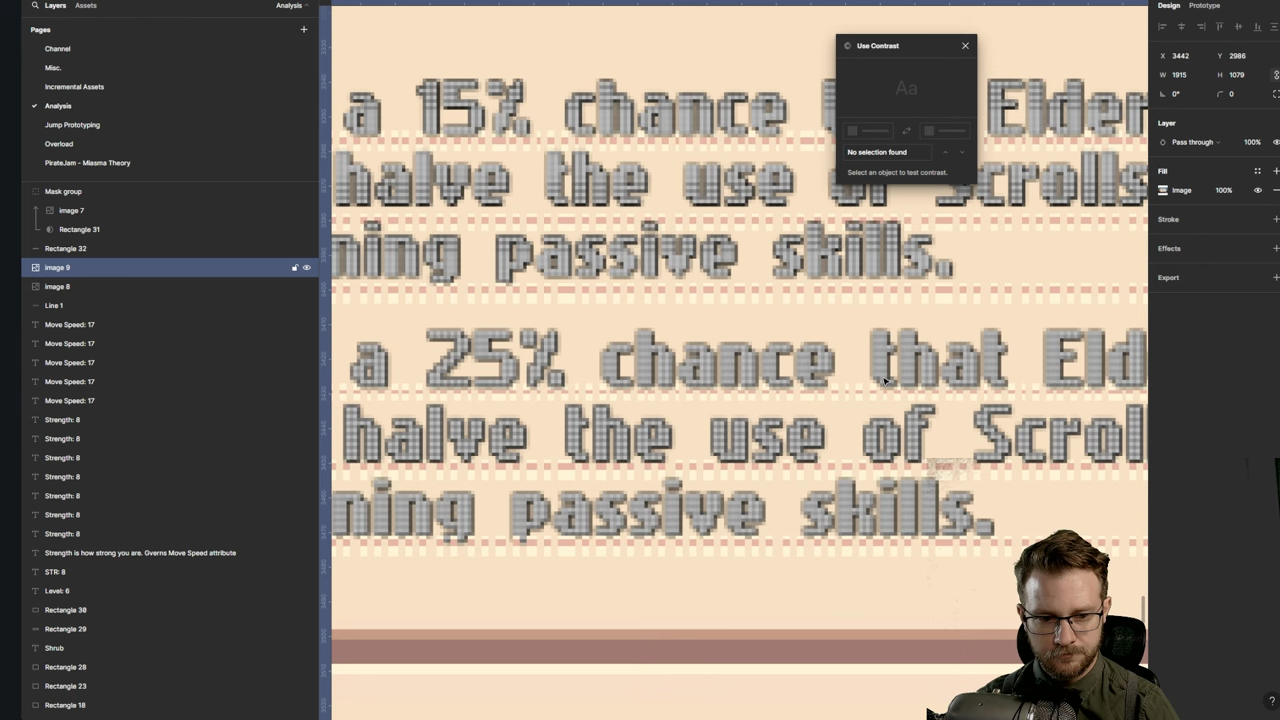 Layers Assets Analysis
Pages
Channel
Misc.
Incremental Assets
Analysis
Jump Prototyping
Overload
PirateJam - Miasma Theory
Mask group
image 7
Rectangle 31
Rectangle 32
image 9
image 8
Line 1
Move Speed: 17
Move Speed: 17
Move Speed: 17
Move Speed: 17
Move Speed: 17
Strength: 8
Strength: 8
Strength: 8
Strength: 8
Strength: 8
Strength: 8
Strength: 8
Strength is how strong you are. Gverns Move Speed attribute
STR: 8
Level: 6
Rectangle 30
Rectangle 29
Shrub
Rectangle 28
Rectangle 23
Rectangle 18
a 15% chance Elder
halve the use of Scrolls
ning passive skills.
a 25% chance that Eld
halve the use of Scroll
ning passive skills.
Use Contrast
Aa
No selection found
Select an object to test contrast.
Design Prototype
X 3442 Y 2986
W 1915 H 1079
0° 0
Layer
Pass through 100%
Fill
Image 100%
Stroke
Effects
Export
?